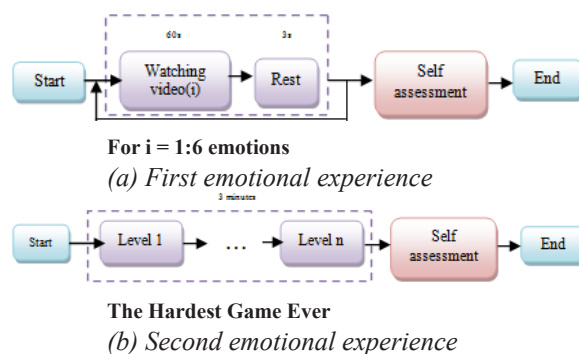 60s 3s
Start Watching video(i) Rest Self assessment End
For i = 1:6 emotions
(a) First emotional experience
3 minutes
Start Level 1 … Level n Self assessment End
The Hardest Game Ever
(b) Second emotional experience